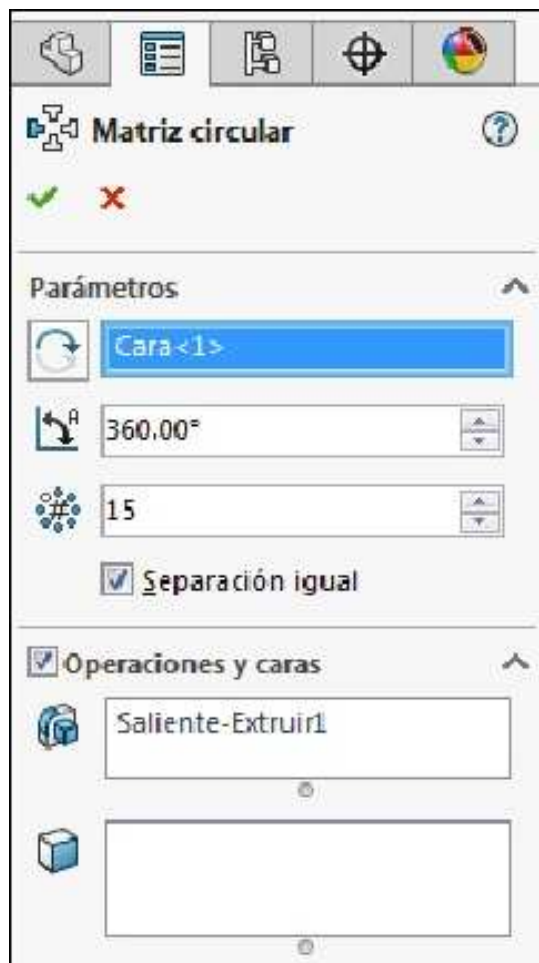 Matriz circular
Parámetros
Cara<1>
360.00°
15
Separación igual
Operaciones y caras
Saliente-Extruir1